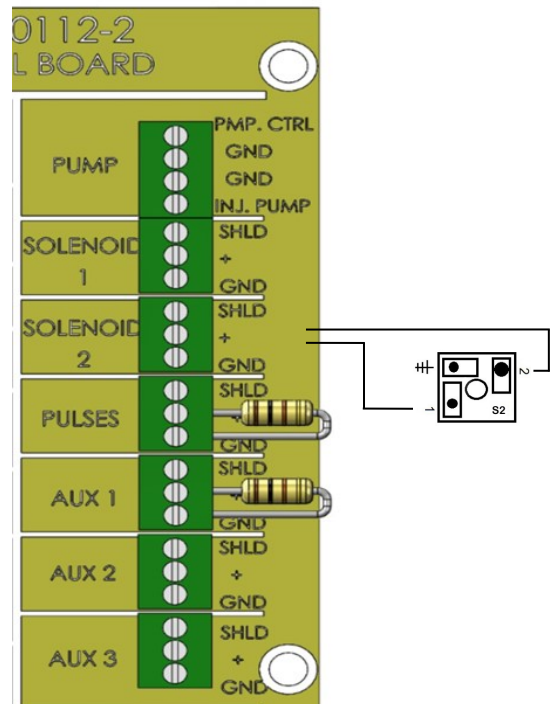 0112-2
L BOARD
PUMP
PMP. CTRL
GND
GND
INJ. PUMP
SOLENOID
1
SHLD
+
GND
SOLENOID
2
SHLD
+
GND
PULSES
SHLD
GND
AUX 1
SHLD
GND
AUX 2
SHLD
+
GND
AUX 3
SHLD
+
GND
1
2
S2